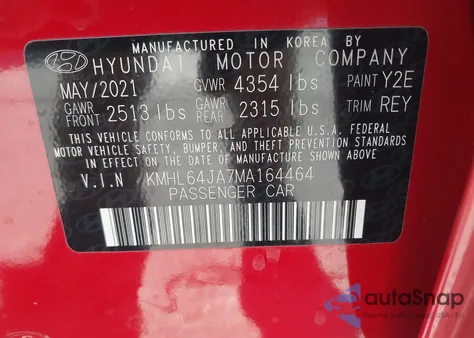 MANUFACTURED IN KOREA BY
HYUNDAI MOTOR COMPANY
MAY/2021 GVWR 4354 lbs PAINT Y2E
GAWR FRONT 2513 lbs GAWR REAR 2315 lbs TRIM REY
THIS VEHICLE CONFORMS TO ALL APPLICABLE U.S.A. FEDERAL
MOTOR VEHICLE SAFETY, BUMPER, AND THEFT PREVENTION STANDARDS
IN EFFECT ON THE DATE OF MANUFACTURE SHOWN ABOVE.
V.I.N KMHL64JA7MA164464
PASSENGER CAR
autoSnap